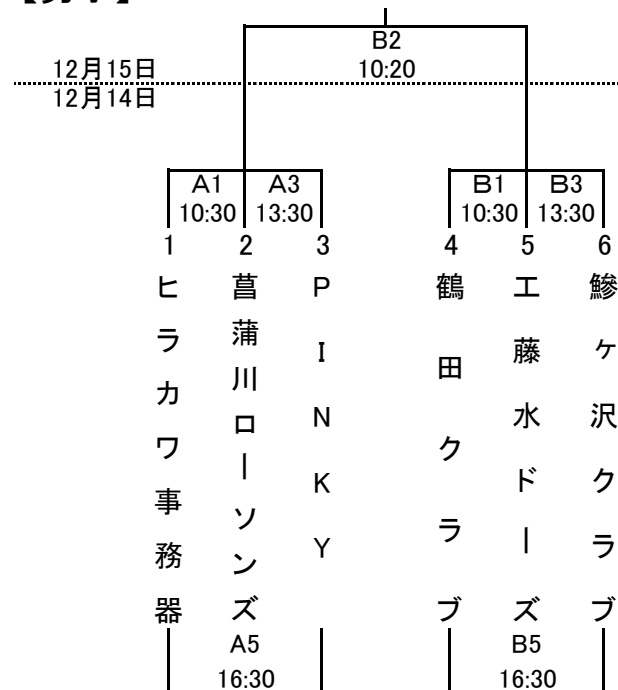 B2
10:20
12月15日
12月14日
A1
10:30
A3
13:30
B1
10:30
B3
13:30
1
2
3
4
5
6
ヒラカワ事務器
菖蒲川ローソンズ
PINKY
鶴田クラブ
工藤水ドーズ
鰺ヶ沢クラブ
A5
16:30
B5
16:30